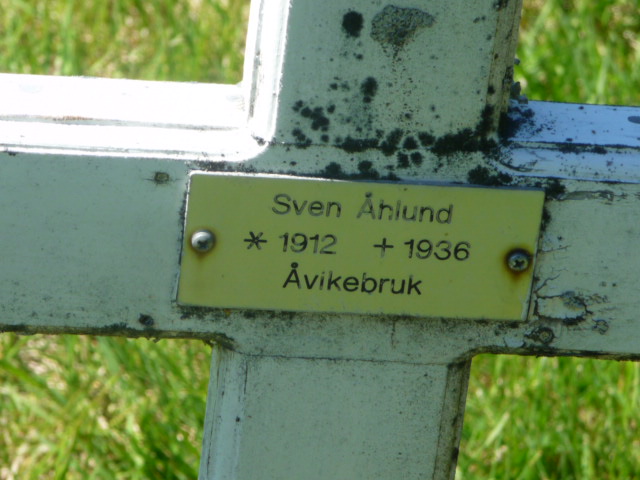 Sven Åhlund
* 1912 + 1936
Åvikebruk